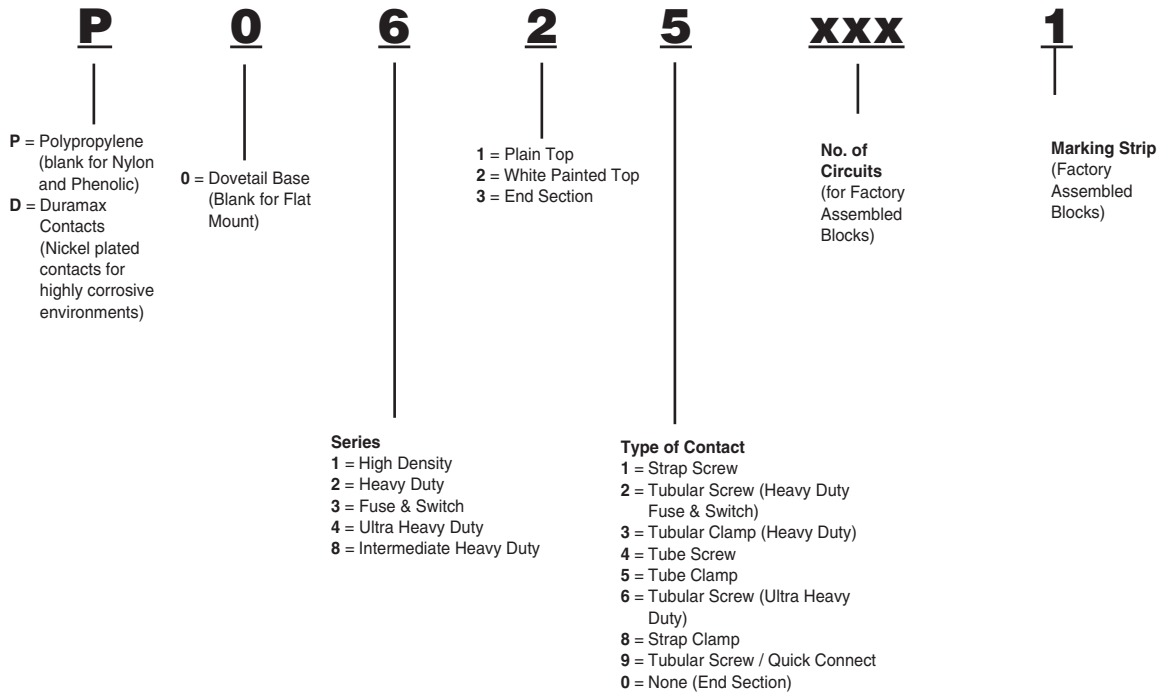 P 0 6 2 5 xxx 1
P = Polypropylene
(blank for Nylon
and Phenolic)
D = Duramax
Contacts
(Nickel plated
contacts for
highly corrosive
environments)
0 = Dovetail Base
(Blank for Flat
Mount)
1 = Plain Top
2 = White Painted Top
3 = End Section
No. of
Circuits
(for Factory
Assembled
Blocks)
Marking Strip
(Factory
Assembled
Blocks)
Series
1 = High Density
2 = Heavy Duty
3 = Fuse & Switch
4 = Ultra Heavy Duty
8 = Intermediate Heavy Duty
Type of Contact
1 = Strap Screw
2 = Tubular Screw (Heavy Duty
Fuse & Switch)
3 = Tubular Clamp (Heavy Duty)
4 = Tube Screw
5 = Tube Clamp
6 = Tubular Screw (Ultra Heavy
Duty)
8 = Strap Clamp
9 = Tubular Screw / Quick Connect
0 = None (End Section)